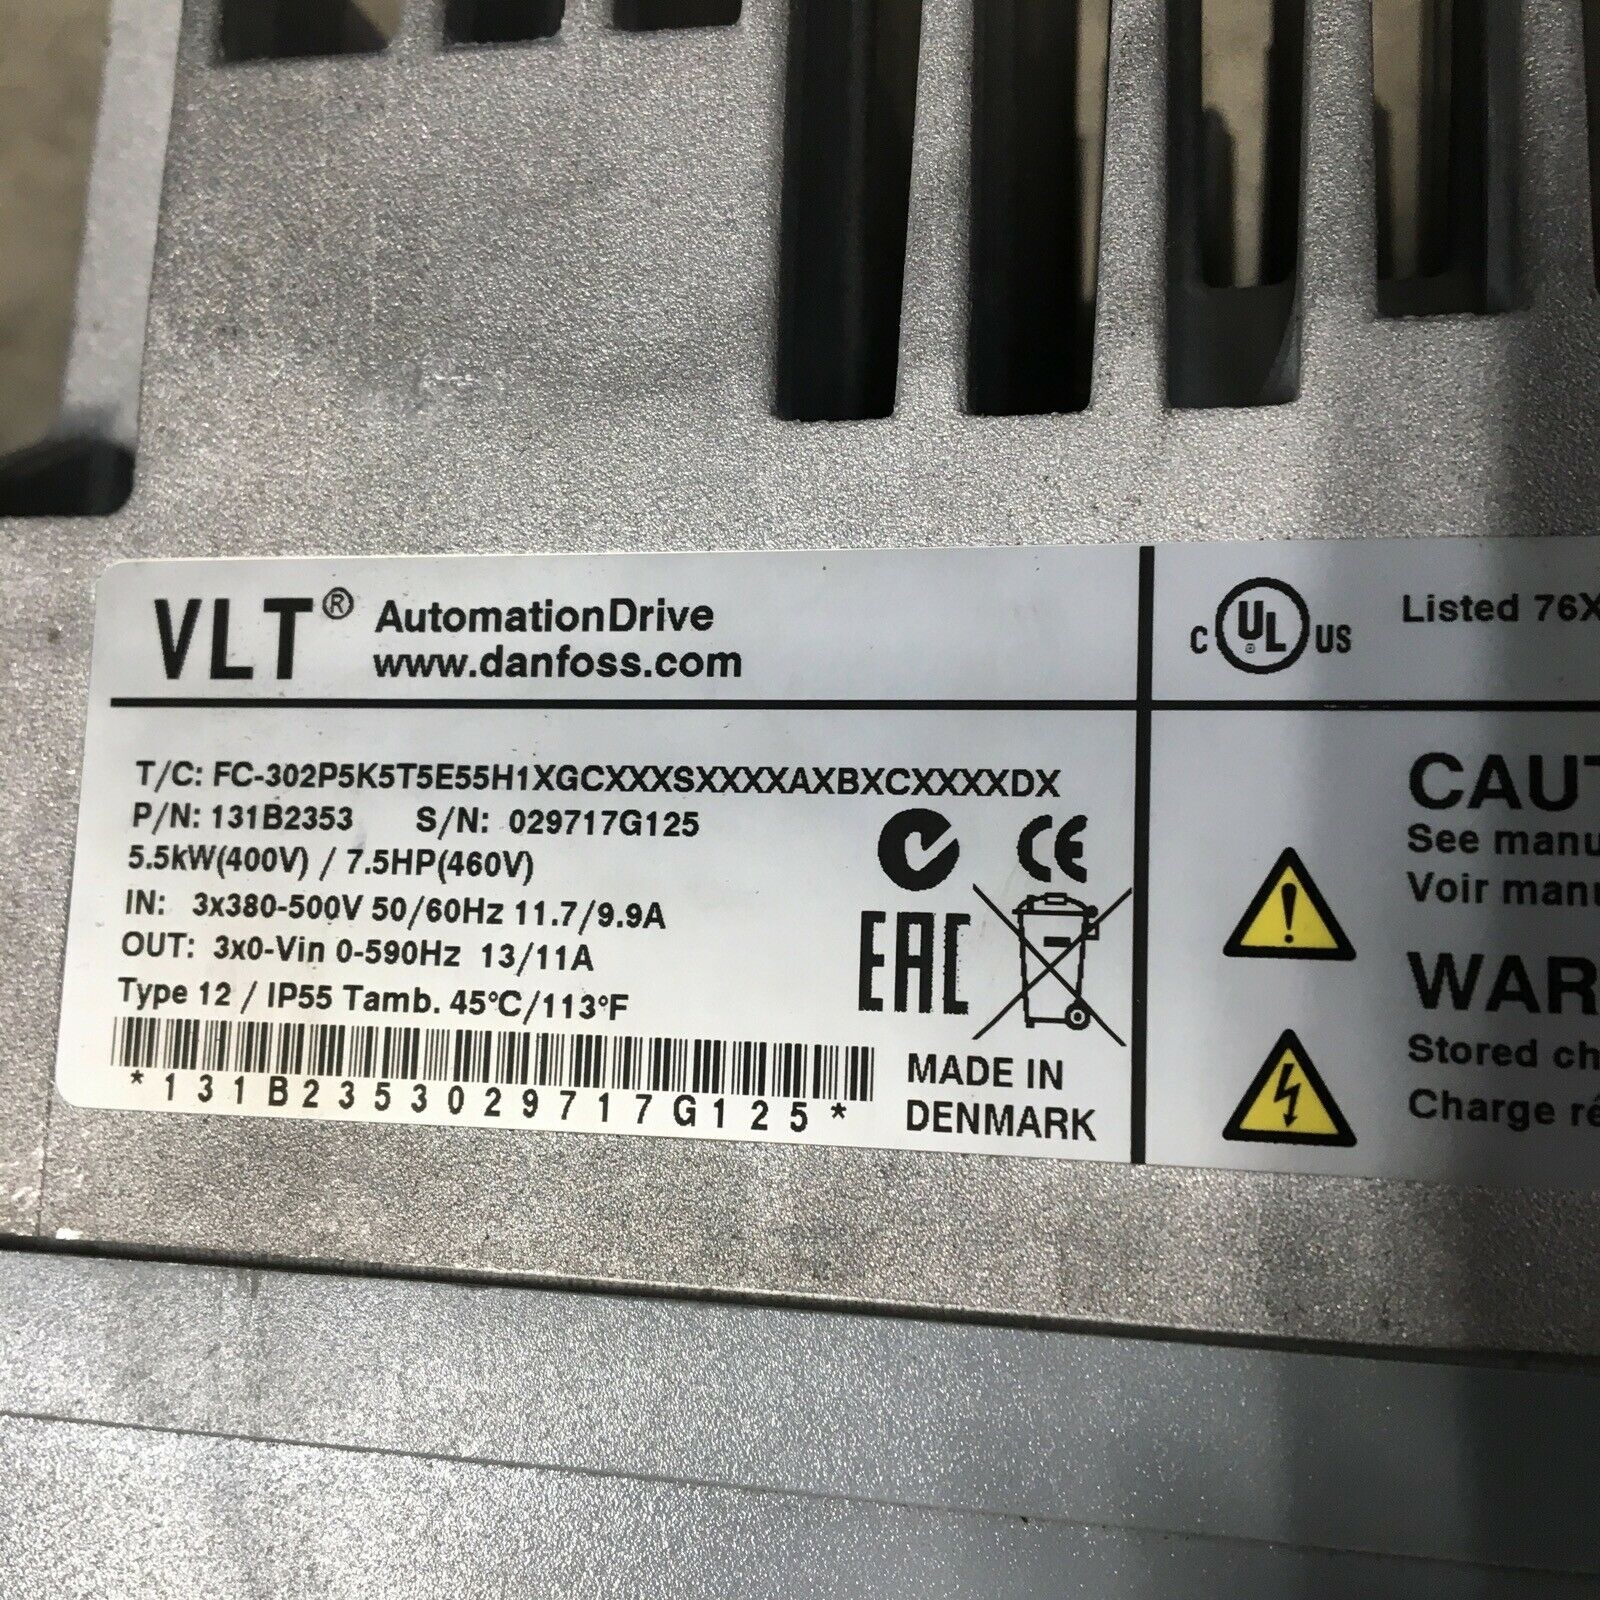 VLT® AutomationDrive
www.danfoss.com
T/C: FC-302P5K5T5E55H1XGCXXXSXXXXAXBXCXXXXDX
P/N: 131B2353 S/N: 029717G125
5.5kW(400V) / 7.5HP(460V)
IN: 3x380-500V 50/60Hz 11.7/9.9A
OUT: 3x0-Vin 0-590Hz 13/11A
Type 12 / IP55 Tamb. 45°C/113°F
*131B2353029717G125*
CE
EAC
MADE IN
DENMARK
C UL US Listed 76X
CAUT
See manu
Voir manu
WAR
Stored ch
Charge ré